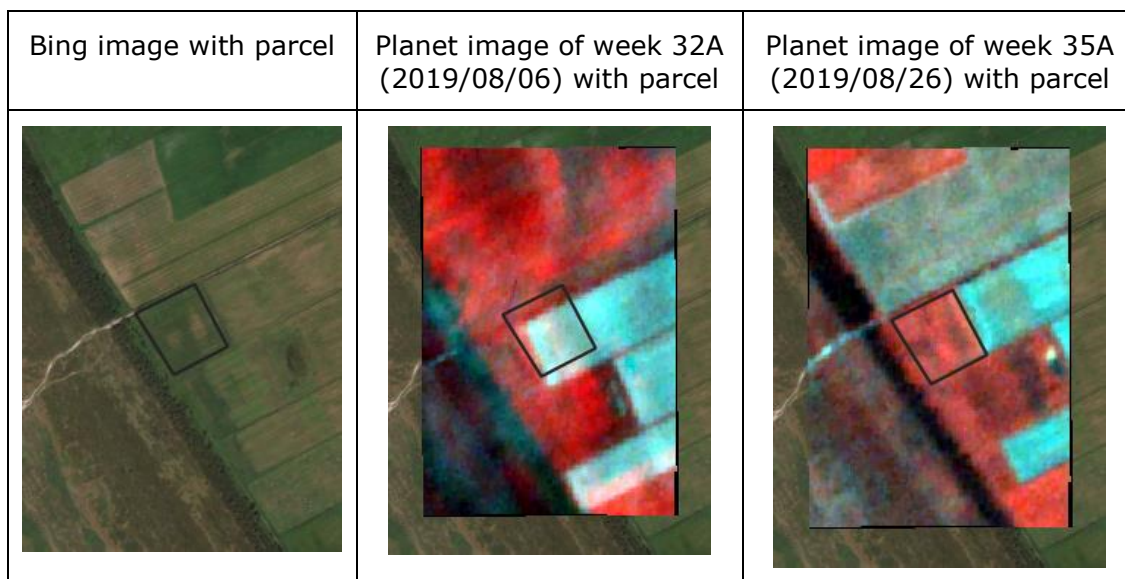 Bing image with parcel
Planet image of week 32A
(2019/08/06) with parcel
Planet image of week 35A
(2019/08/26) with parcel